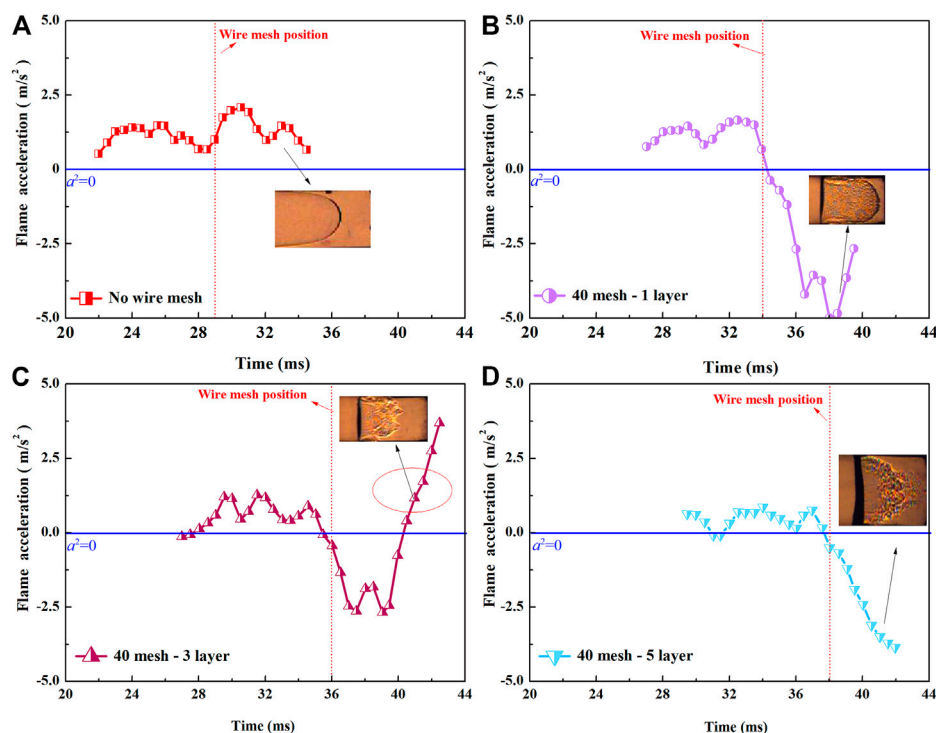 A
5.0
2.5
0.0
-2.5
-5.0
Flame acceleration ( m/s²)
Wire mesh position
a²=0
No wire mesh
20 24 28 32 36 40 44
Time (ms)
B
5.0
2.5
0.0
-2.5
-5.0
Flame acceleration ( m/s²)
Wire mesh position
a²=0
40 mesh - 1 layer
20 24 28 32 36 40 44
Time (ms)
C
5.0
2.5
0.0
-2.5
-5.0
Flame acceleration ( m/s²)
Wire mesh position
a²=0
40 mesh - 3 layer
20 24 28 32 36 40 44
Time (ms)
D
5.0
2.5
0.0
-2.5
-5.0
Flame acceleration ( m/s²)
Wire mesh position
a²=0
40 mesh - 5 layer
20 24 28 32 36 40 44
Time (ms)